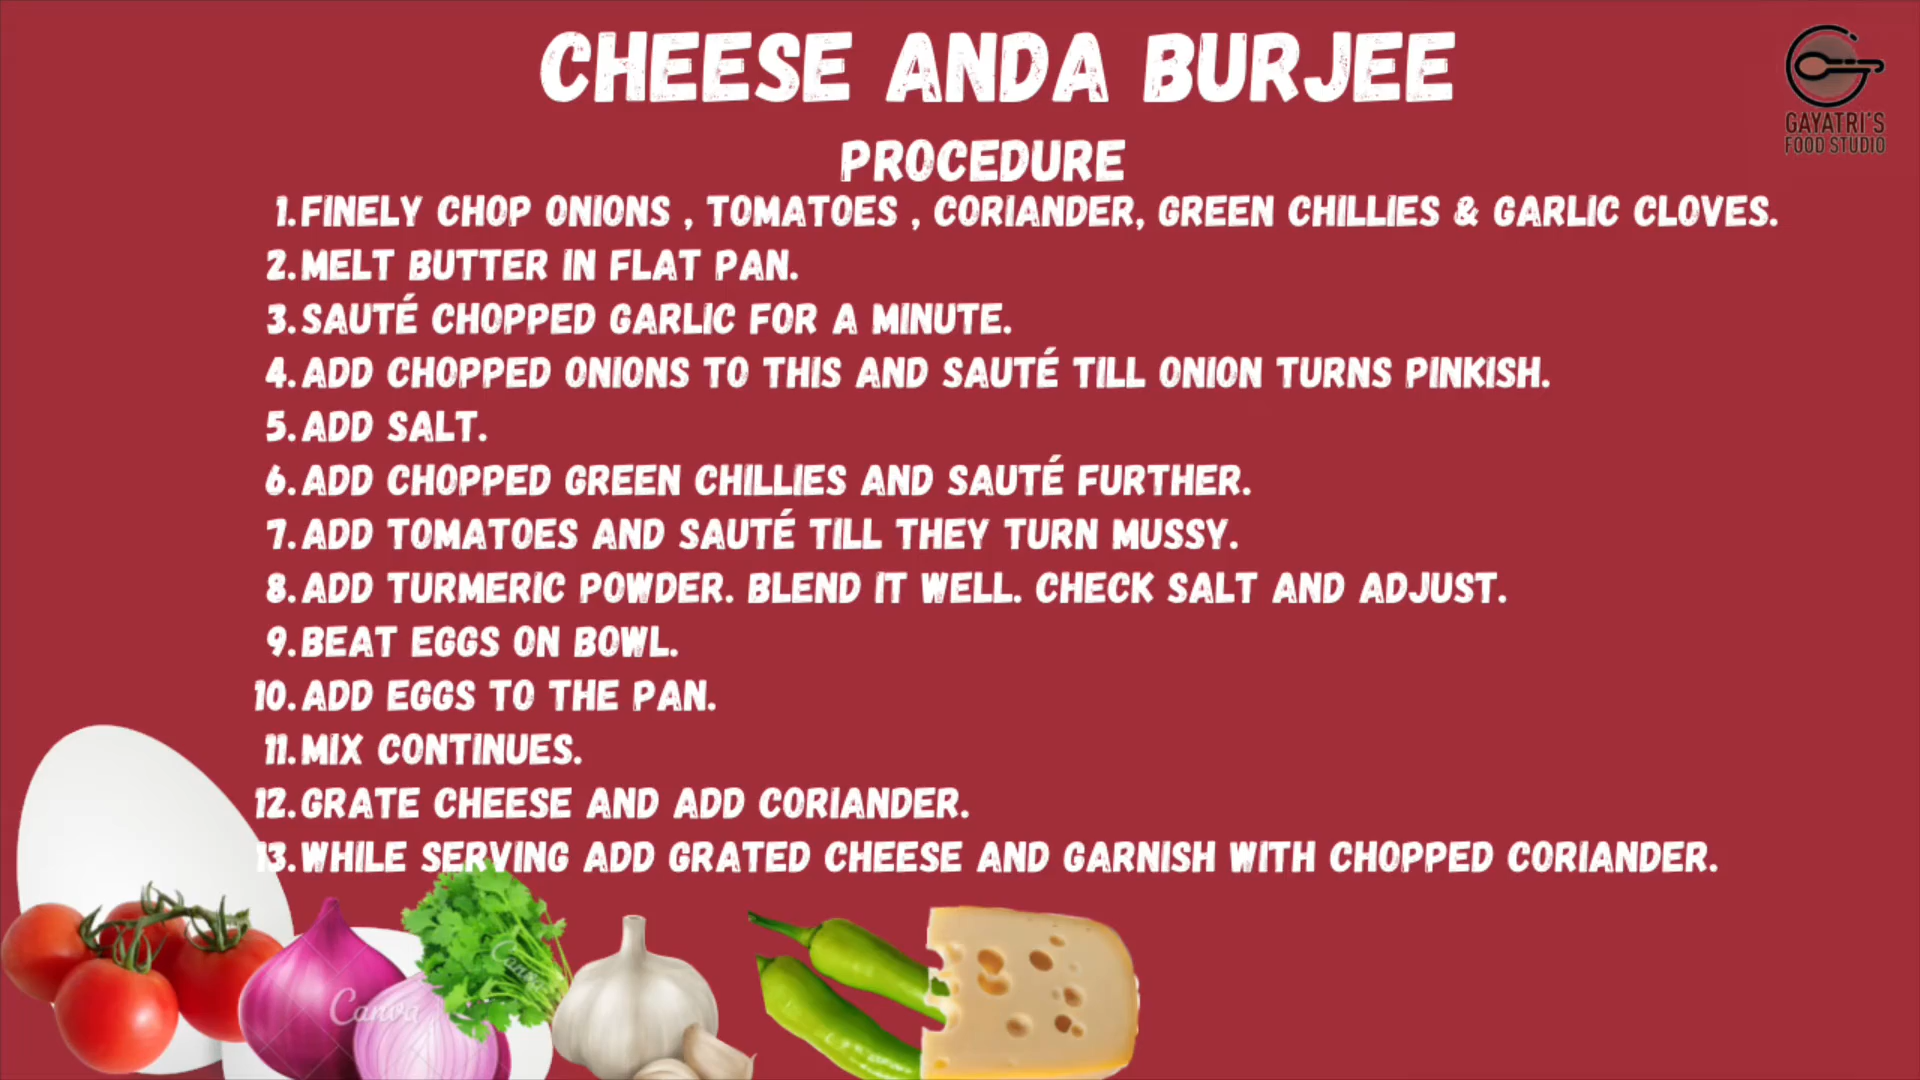 CHEESE ANDA BURJEE
GAYATRI'S
FOOD STUDIO
PROCEDURE
1. FINELY CHOP ONIONS , TOMATOES , CORIANDER, GREEN CHILLIES & GARLIC CLOVES.
2. MELT BUTTER IN FLAT PAN.
3. SAUTÉ CHOPPED GARLIC FOR A MINUTE.
4. ADD CHOPPED ONIONS TO THIS AND SAUTÉ TILL ONION TURNS PINKISH.
5. ADD SALT.
6. ADD CHOPPED GREEN CHILLIES AND SAUTÉ FURTHER.
7. ADD TOMATOES AND SAUTÉ TILL THEY TURN MUSSY.
8. ADD TURMERIC POWDER. BLEND IT WELL. CHECK SALT AND ADJUST.
9. BEAT EGGS ON BOWL.
10. ADD EGGS TO THE PAN.
11. MIX CONTINUES.
12. GRATE CHEESE AND ADD CORIANDER.
13. WHILE SERVING ADD GRATED CHEESE AND GARNISH WITH CHOPPED CORIANDER.
Canva
Canva